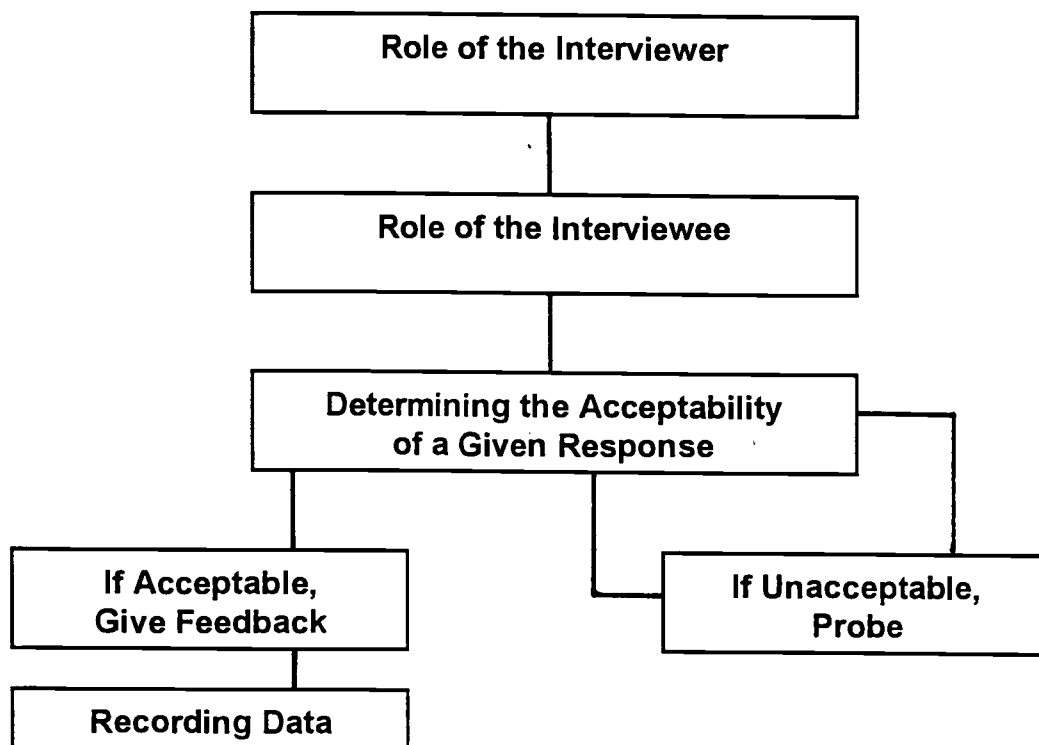 Role of the Interviewer
Role of the Interviewee
Determining the Acceptability
of a Given Response
If Acceptable,
Give Feedback
If Unacceptable,
Probe
Recording Data